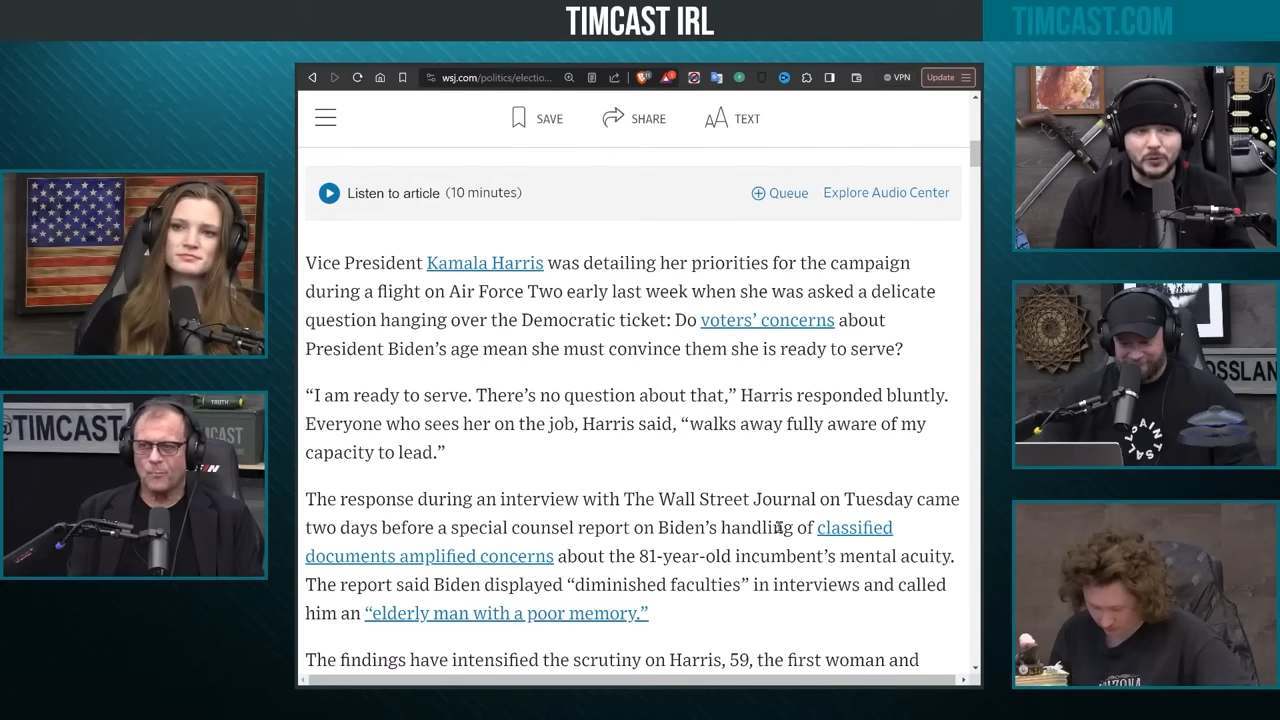 TIMCAST IRL
TIMCAST.COM
wsj.com/politics/electio...
VPN
Update
SAVE
SHARE
TEXT
Listen to article (10 minutes)
Queue
Explore Audio Center
Vice President Kamala Harris was detailing her priorities for the campaign
during a flight on Air Force Two early last week when she was asked a delicate
question hanging over the Democratic ticket: Do voters’ concerns about
President Biden’s age mean she must convince them she is ready to serve?
“I am ready to serve. There’s no question about that,” Harris responded bluntly.
Everyone who sees her on the job, Harris said, “walks away fully aware of my
capacity to lead.”
The response during an interview with The Wall Street Journal on Tuesday came
two days before a special counsel report on Biden’s handling of classified
documents amplified concerns about the 81-year-old incumbent’s mental acuity.
The report said Biden displayed “diminished faculties” in interviews and called
him an “elderly man with a poor memory.”
The findings have intensified the scrutiny on Harris, 59, the first woman and
@TIMCAST
TRUTH
OSSLAN